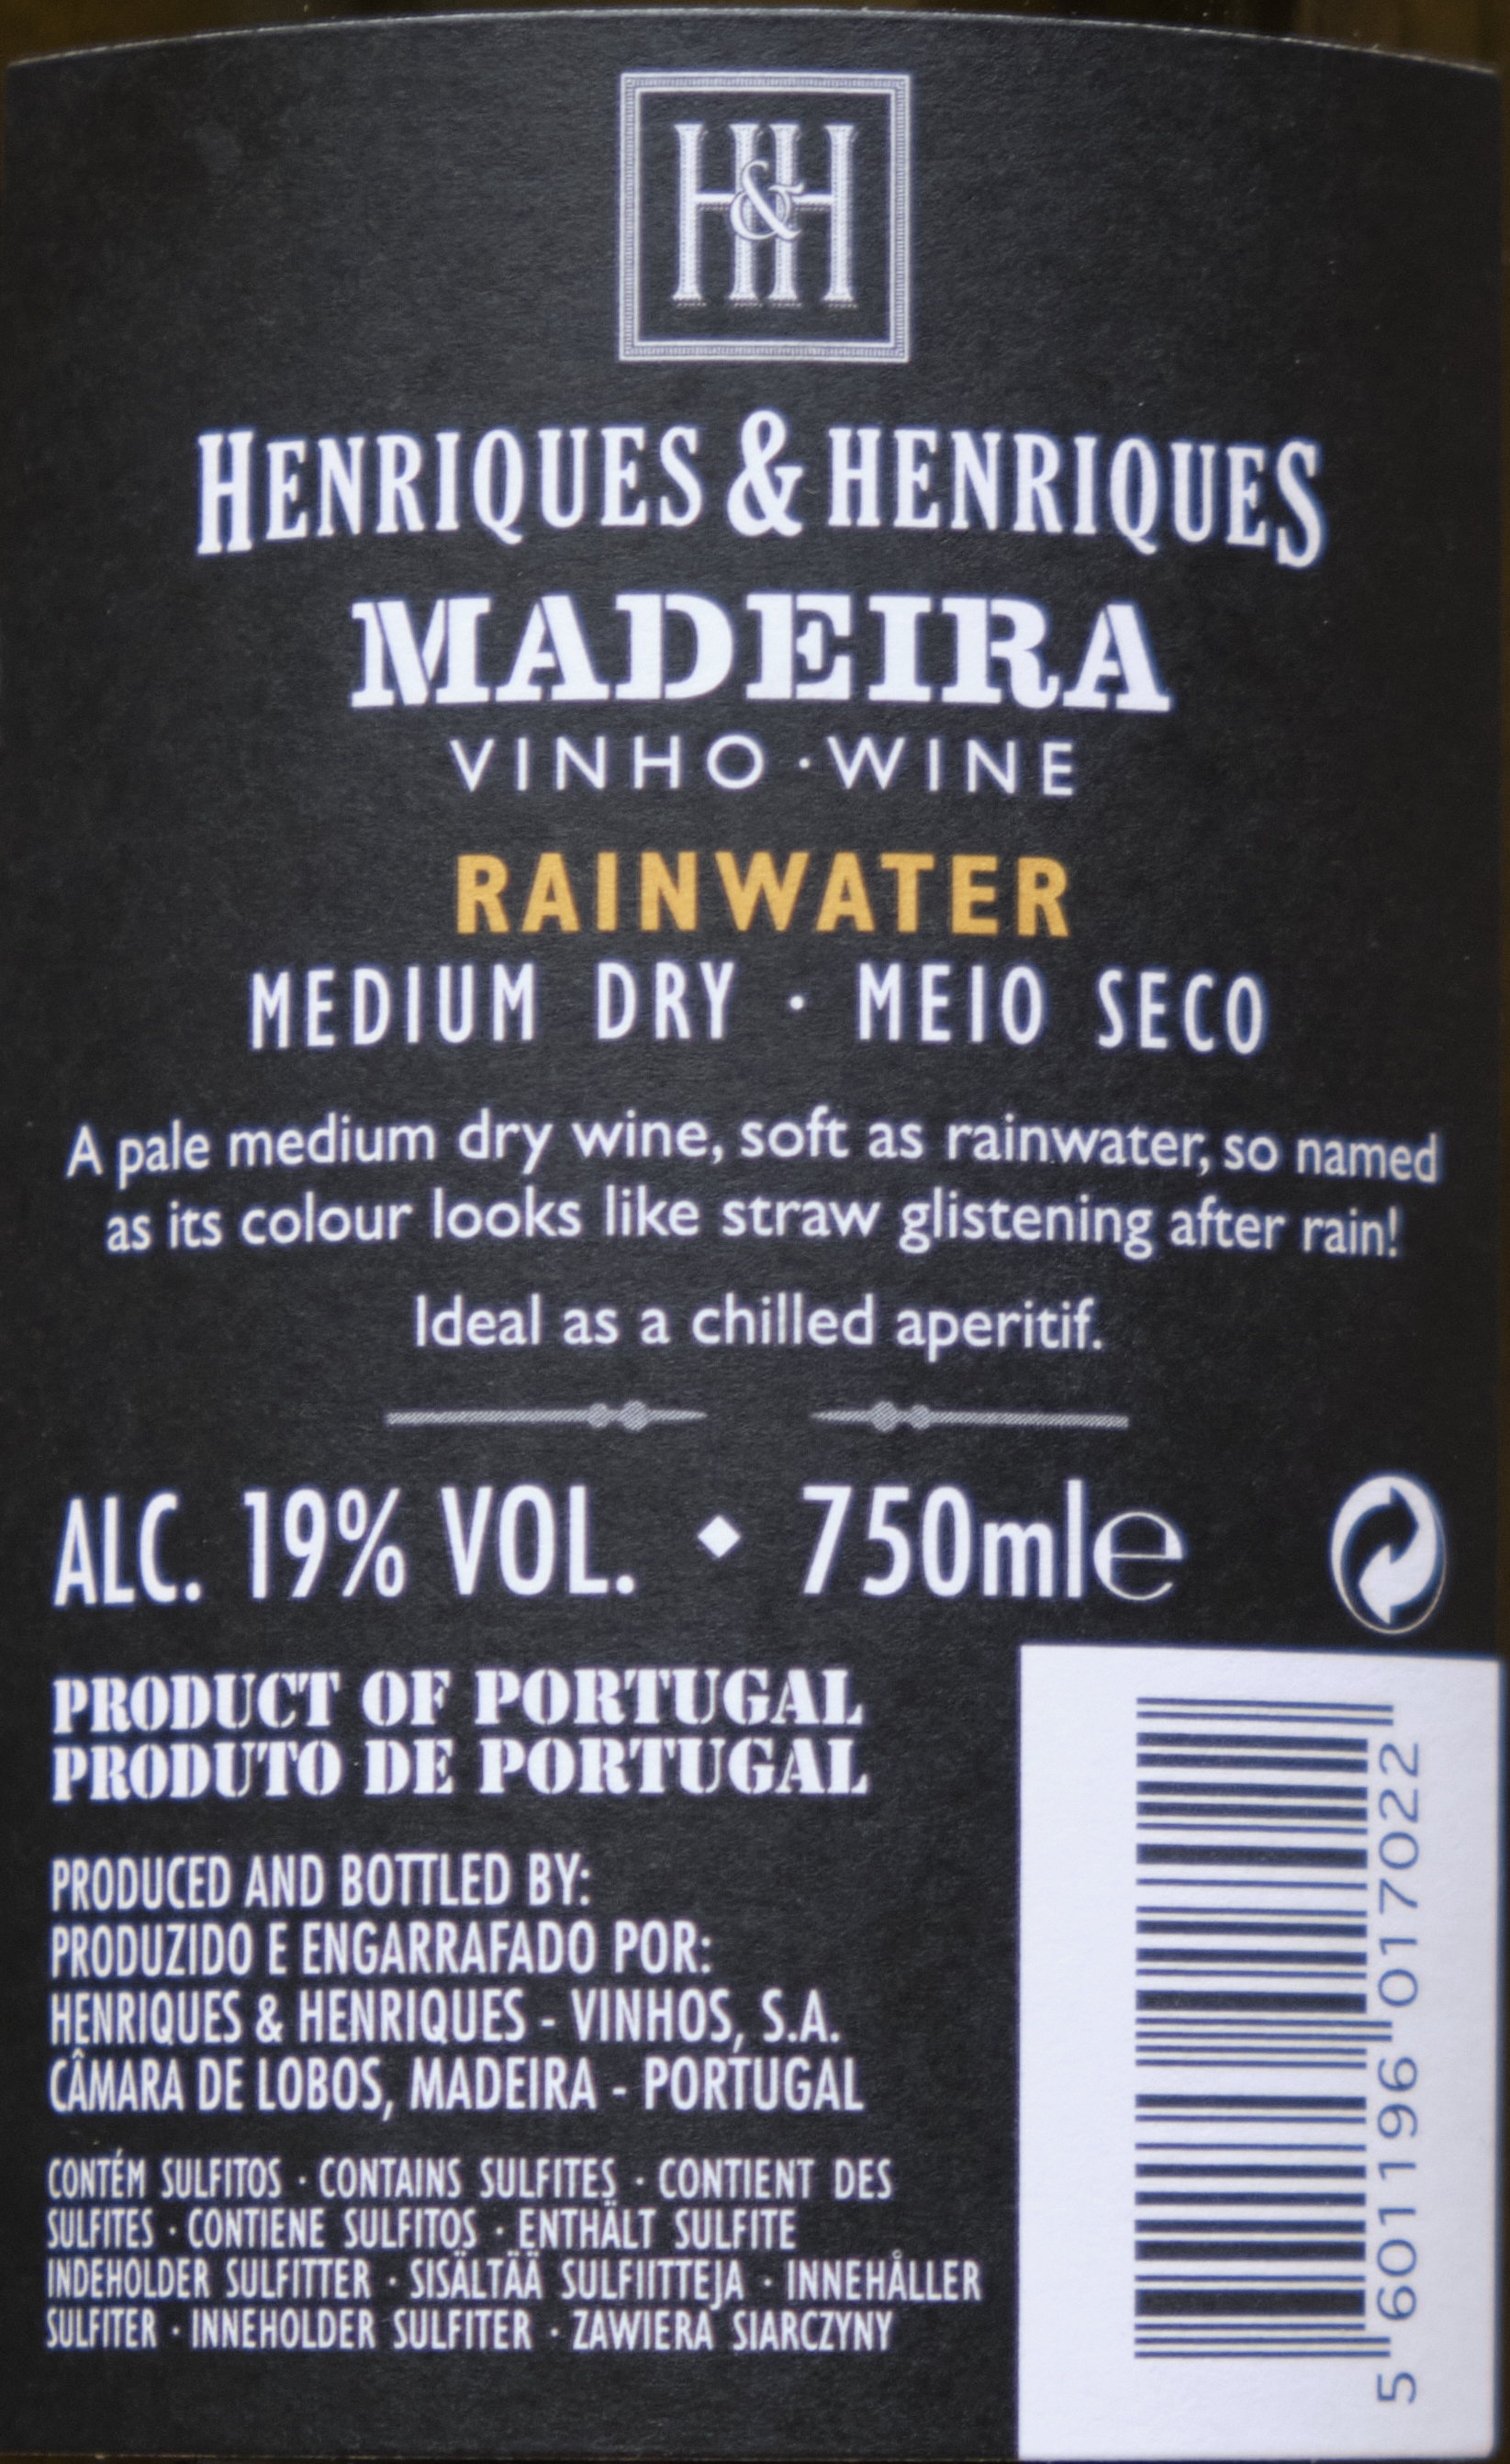 H&H
HENRIQUES & HENRIQUES
MADEIRA
VINHO · WINE
RAINWATER
MEDIUM DRY · MEIO SECO
A pale medium dry wine, soft as rainwater, so named
as its colour looks like straw glistening after rain!
Ideal as a chilled aperitif.
ALC. 19% VOL. ◆ 750ml℮
PRODUCT OF PORTUGAL
PRODUTO DE PORTUGAL
PRODUCED AND BOTTLED BY:
PRODUZIDO E ENGARRAFADO POR:
HENRIQUES & HENRIQUES - VINHOS, S.A.
CÂMARA DE LOBOS, MADEIRA - PORTUGAL
CONTÉM SULFITOS · CONTAINS SULFITES · CONTIENT DES
SULFITES · CONTIENE SULFITOS · ENTHÄLT SULFITE
INDEHOLDER SULFITTER · SISÄLTÄÄ SULFIITTEJA · INNEHÅLLER
SULFITER · INNEHOLDER SULFITER · ZAWIERA SIARCZYNY
5 601196 017022